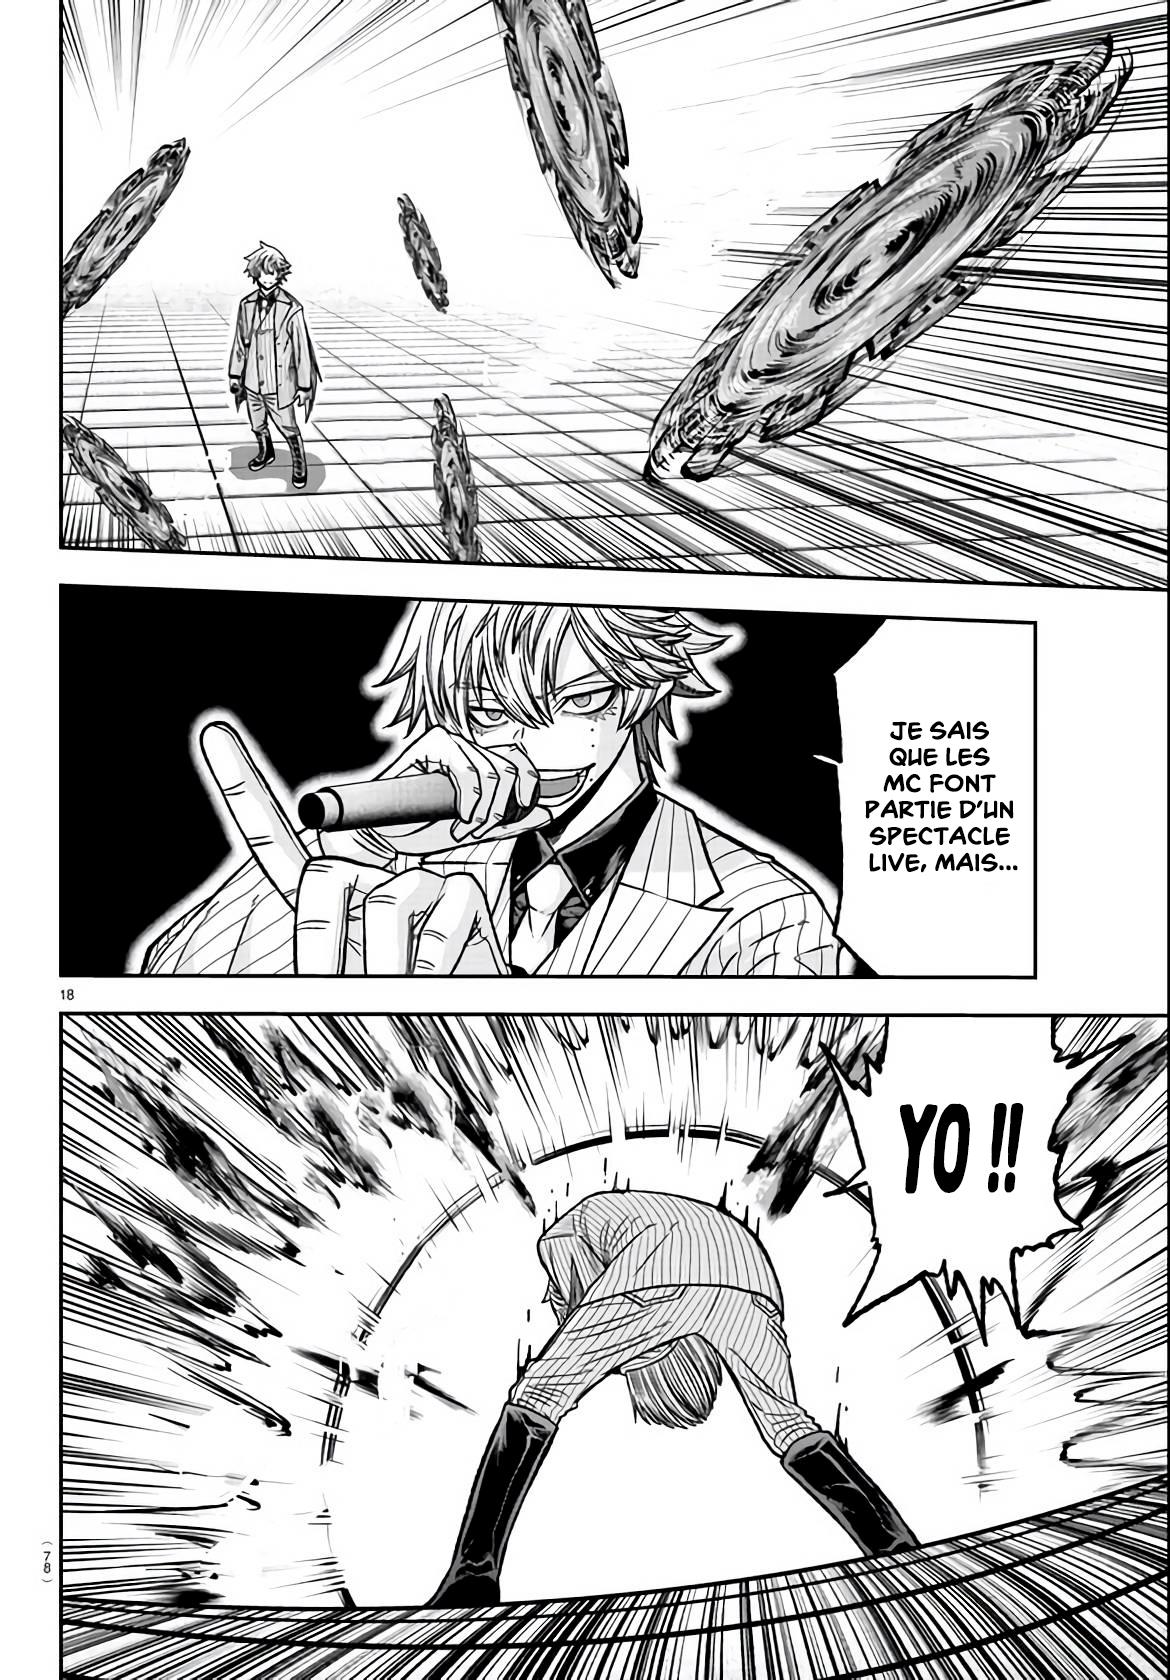 JE SAIS
QUE LES
MC FONT
PARTIE D'UN
SPECTACLE
LIVE, MAIS...
18
YO !!
(78)